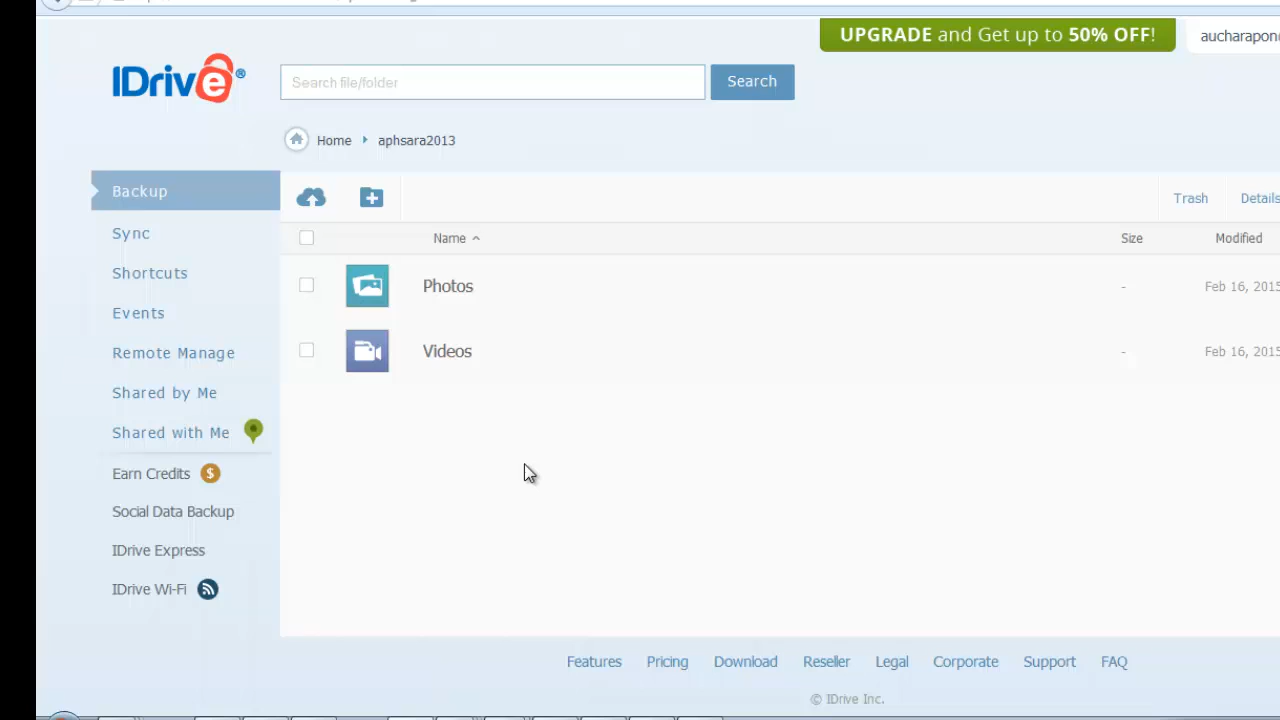 UPGRADE and Get up to 50% OFF!
IDrive®
Search file/folder
Search
Home
aphsara2013
Backup
Sync
Shortcuts
Events
Remote Manage
Shared by Me
Shared with Me
Earn Credits $
Social Data Backup
IDrive Express
IDrive Wi-Fi
Trash
Details
Name
Size
Modified
Photos
-
Feb 16, 2015
Videos
-
Feb 16, 2015
Features
Pricing
Download
Reseller
Legal
Corporate
Support
FAQ
© IDrive Inc.